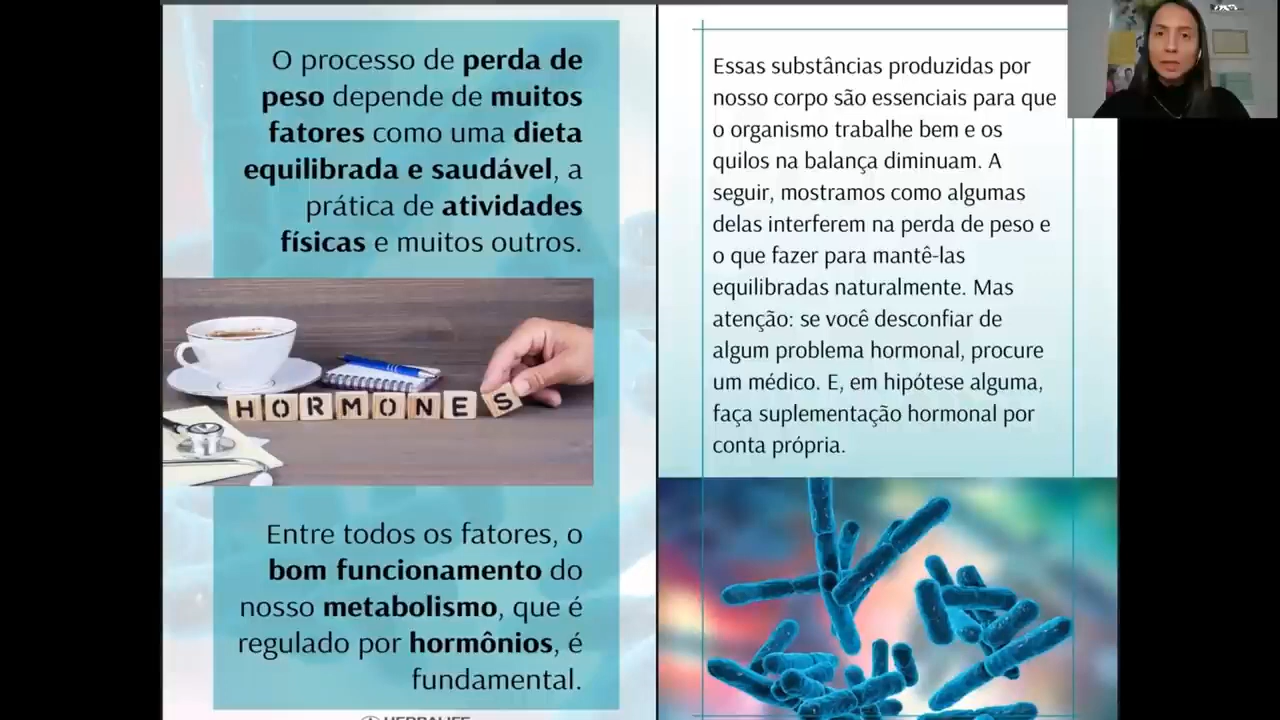 O processo de perda de
peso depende de muitos
fatores como uma dieta
equilibrada e saudável, a
prática de atividades
físicas e muitos outros.
HORMONES
Entre todos os fatores, o
bom funcionamento do
nosso metabolismo, que é
regulado por hormônios, é
fundamental.
HERBALIFE
Essas substâncias produzidas por
nosso corpo são essenciais para que
o organismo trabalhe bem e os
quilos na balança diminuam. A
seguir, mostramos como algumas
delas interferem na perda de peso e
o que fazer para mantê-las
equilibradas naturalmente. Mas
atenção: se você desconfiar de
algum problema hormonal, procure
um médico. E, em hipótese alguma,
faça suplementação hormonal por
conta própria.